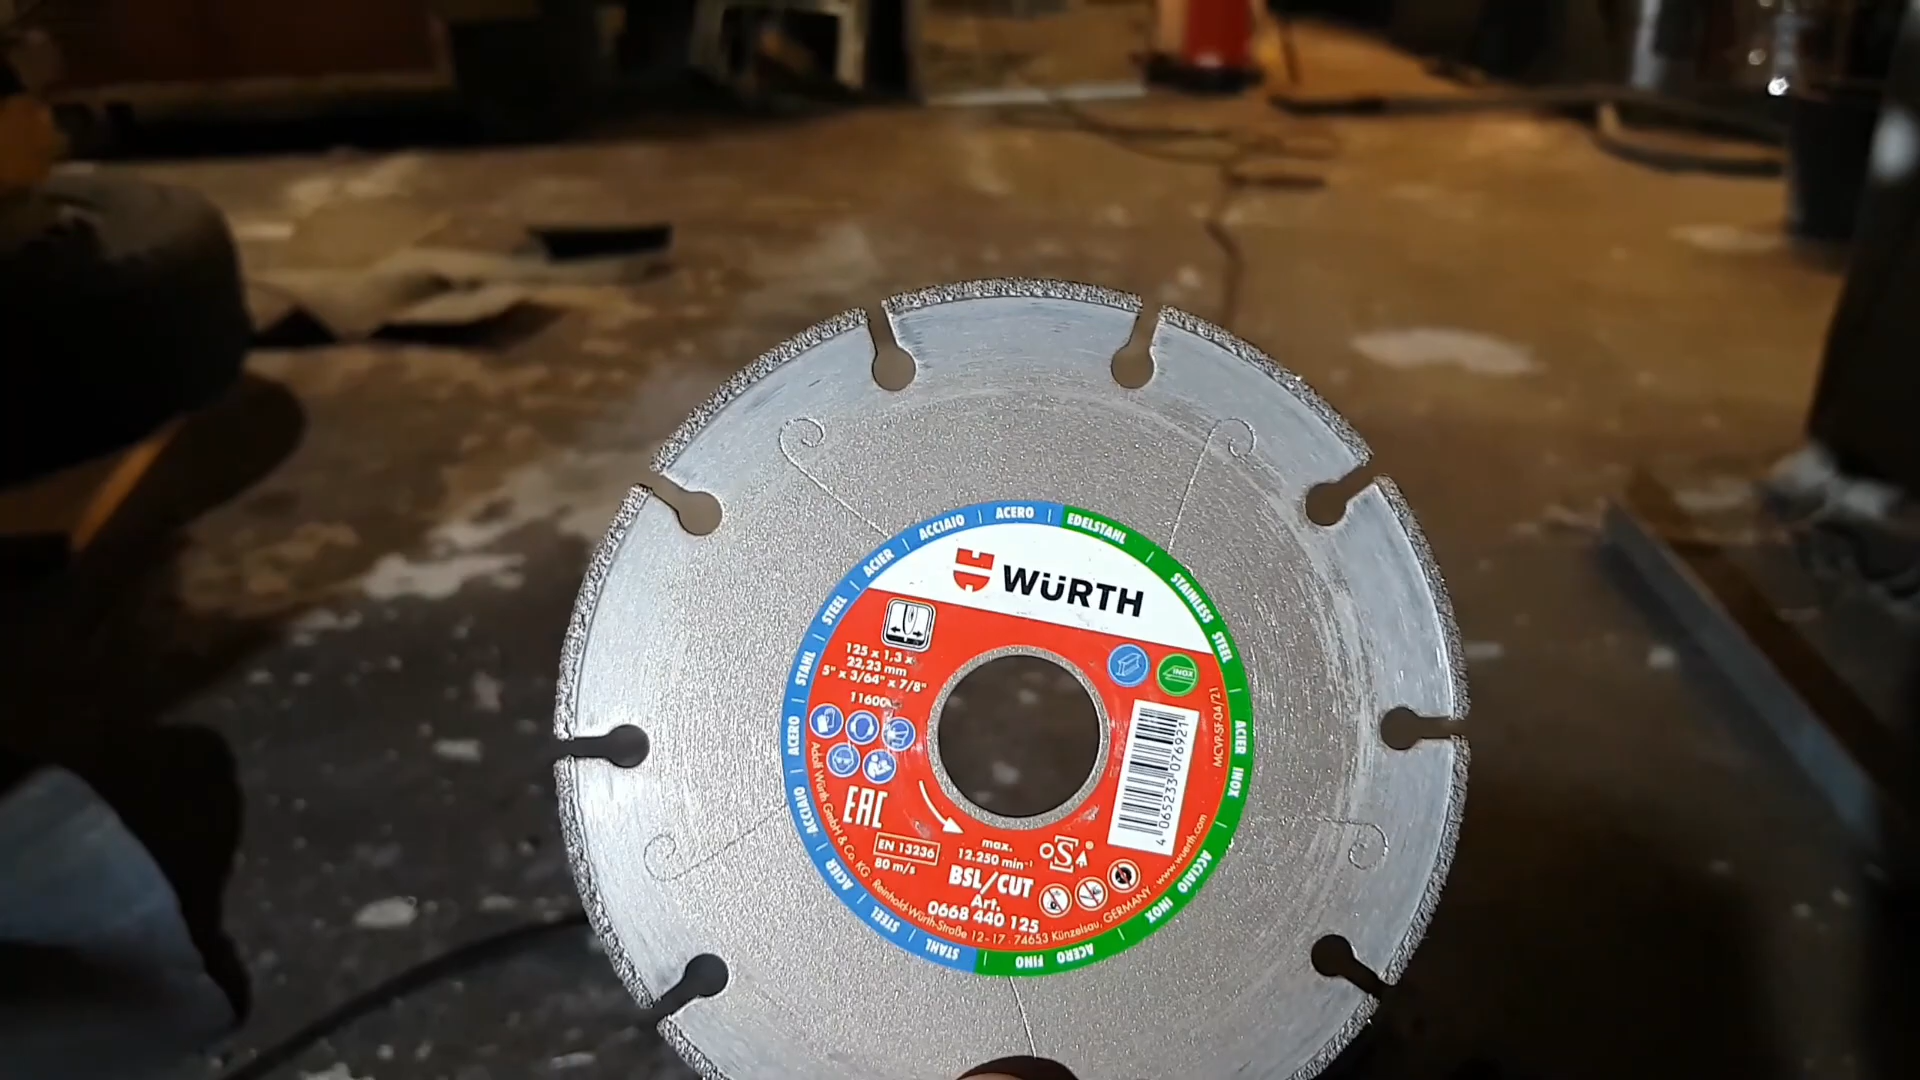 STAHL | STEEL | ACIER | ACCIAIO | ACERO |
EDELSTAHL | STAINLESS STEEL | ACIER INOX
ACCIAIO INOX | ACERO FINO |
STAHL | STEEL | ACIER | ACCIAIO | ACERO
WÜRTH
125 x 1,3 x
22,23 mm
5" x 3/64" x 7/8"
11600
INOX
MCVP-SF-04/21
4 065233 076921
EAC
EN 13236
80 m/s
max.
12.250 min⁻¹
oSa®
BSL/CUT
Art.
0668 440 125
Adolf Würth GmbH & Co. KG · Reinhold-Würth-Straße 12-17 · 74653 Künzelsau, GERMANY · www.wuerth.com